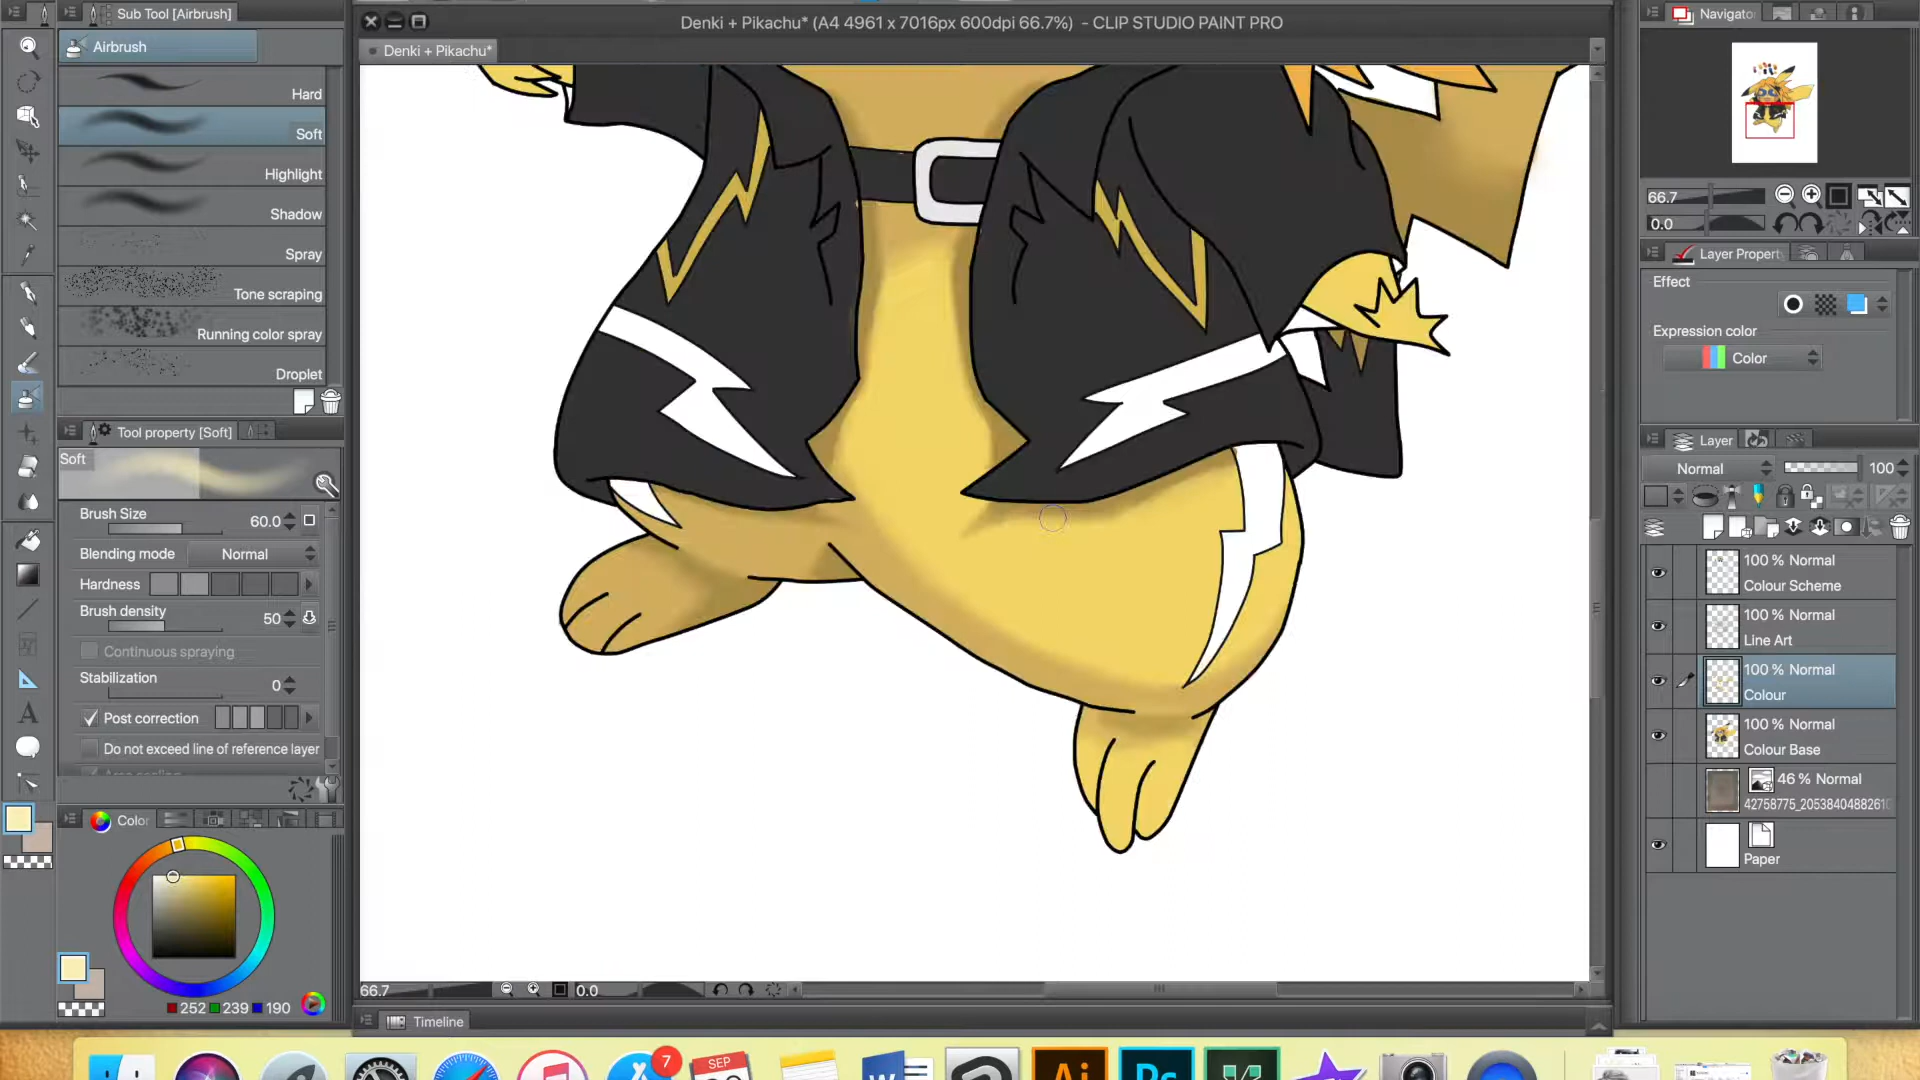 Sub Tool [Airbrush]
Airbrush
Hard
Soft
Highlight
Shadow
Spray
Tone scraping
Running color spray
Droplet
Tool property [Soft]
Soft
Brush Size 60.0
Blending mode Normal
Hardness
Brush density 50
Continuous spraying
Stabilization 0
Post correction
Do not exceed line of reference layer
Color
252 239 190
Denki + Pikachu* (A4 4961 x 7016px 600dpi 66.7%) - CLIP STUDIO PAINT PRO
Denki + Pikachu*
66.7 0.0
Timeline
Navigator
66.7
0.0
Layer Propert
Effect
Expression color
Color
Layer
Normal 100
100 % Normal
Colour Scheme
100 % Normal
Line Art
100 % Normal
Colour
100 % Normal
Colour Base
46 % Normal
42758775_2053840488261
Paper
7
SEP
W
Ai
Ps